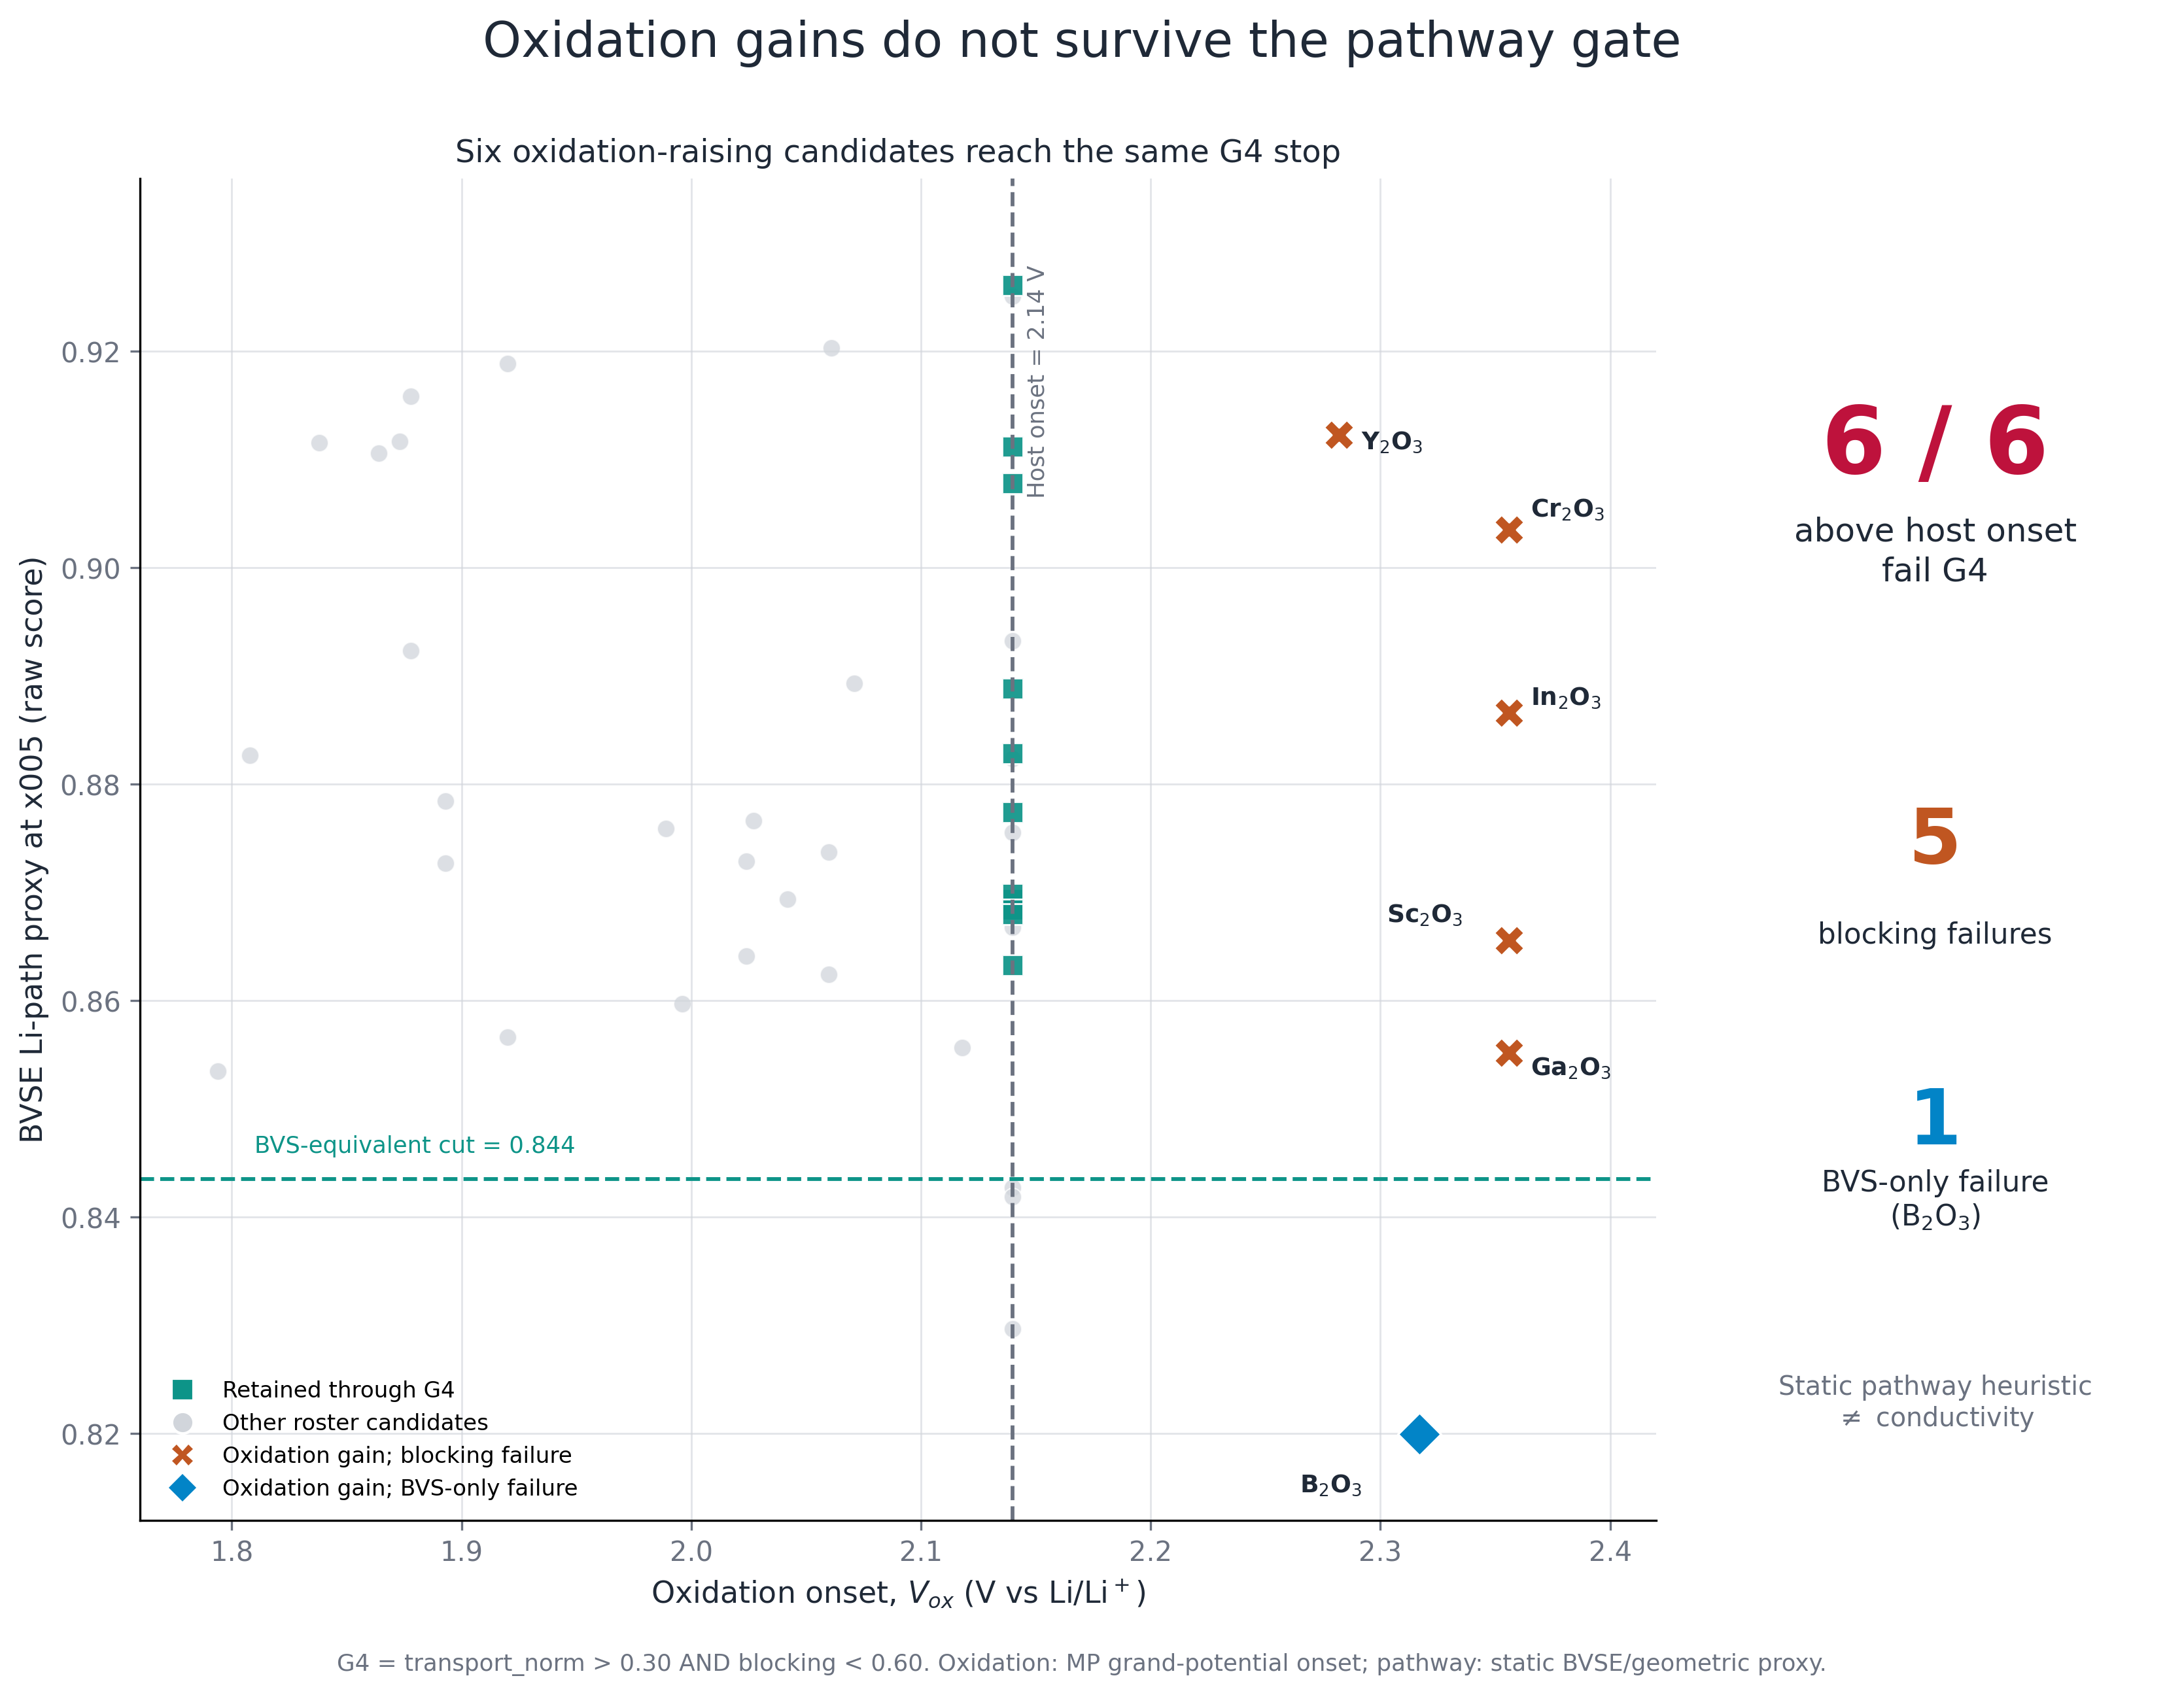 Oxidation gains do not survive the pathway gate
Six oxidation-raising candidates reach the same G4 stop
BVSE Li-path proxy at x005 (raw score)
0.92
0.90
0.88
0.86
0.84
0.82
Host onset = 2.14 V
Y₂O₃
Cr₂O₃
In₂O₃
Sc₂O₃
Ga₂O₃
B₂O₃
BVS-equivalent cut = 0.844
Retained through G4
Other roster candidates
Oxidation gain; blocking failure
Oxidation gain; BVS-only failure
1.8
1.9
2.0
2.1
2.2
2.3
2.4
Oxidation onset, Vₒₓ (V vs Li/Li⁺)
6 / 6
above host onset
fail G4
5
blocking failures
1
BVS-only failure
(B₂O₃)
Static pathway heuristic
≠ conductivity
G4 = transport_norm > 0.30 AND blocking < 0.60. Oxidation: MP grand-potential onset; pathway: static BVSE/geometric proxy.